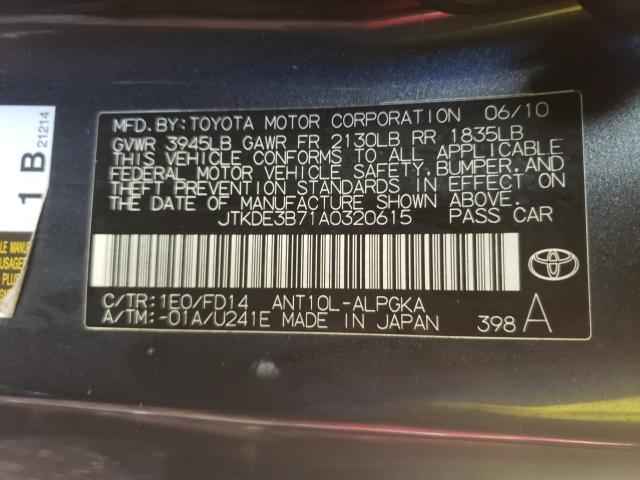 MFD. BY: TOYOTA MOTOR CORPORATION 06/10
GVWR 3945LB GAWR FR 2130LB RR 1835LB
THIS VEHICLE CONFORMS TO ALL APPLICABLE
FEDERAL MOTOR VEHICLE SAFETY,BUMPER,AND
THEFT PREVENTION STANDARDS IN EFFECT ON
THE DATE OF MANUFACTURE SHOWN ABOVE.
JTKDE3B71A0320615 PASS CAR
C/TR:1E0/FD14 ANT10L-ALPGKA
A/TM:-01A/U241E MADE IN JAPAN 398 A
1 B 21214